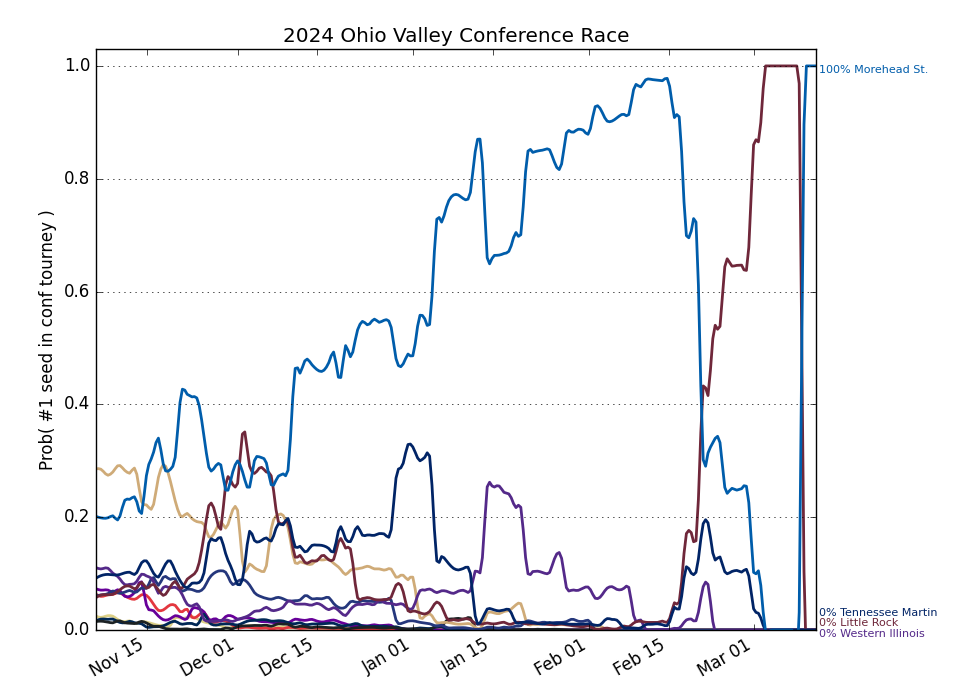 2024 Ohio Valley Conference Race
Prob( #1 seed in conf tourney )
1.0
0.8
0.6
0.4
0.2
0.0
Nov 15
Dec 01
Dec 15
Jan 01
Jan 15
Feb 01
Feb 15
Mar 01
100% Morehead St.
0% Tennessee Martin
0% Little Rock
0% Western Illinois